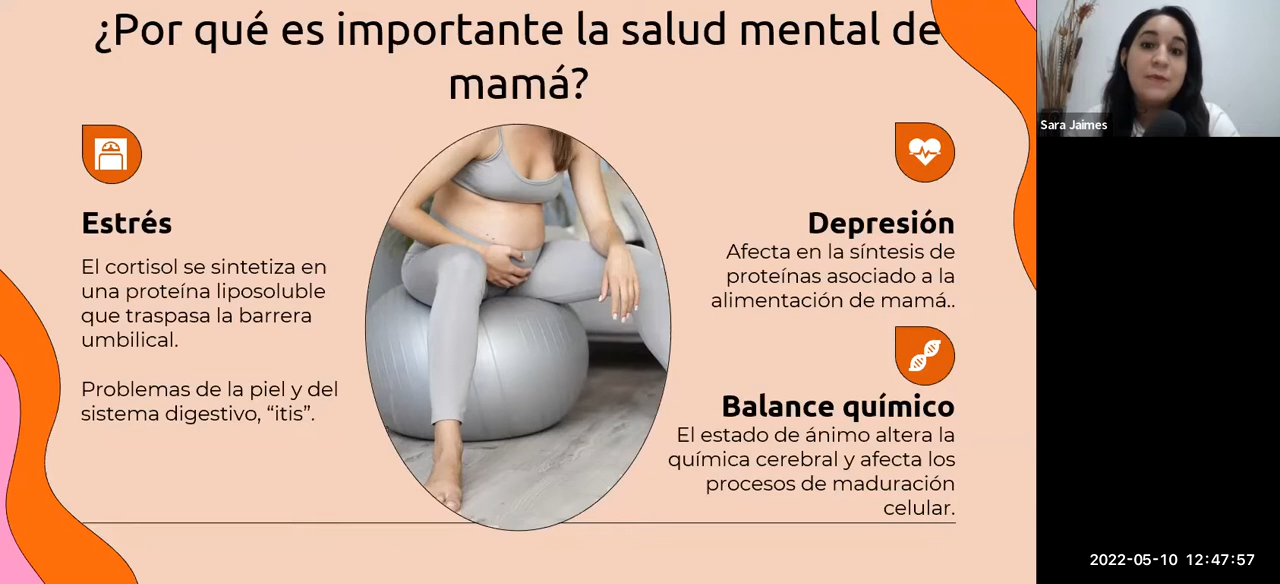 ¿Por qué es importante la salud mental de
mamá?
Estrés
El cortisol se sintetiza en
una proteína liposoluble
que traspasa la barrera
umbilical.
Problemas de la piel y del
sistema digestivo, “itis”.
Depresión
Afecta en la síntesis de
proteínas asociado a la
alimentación de mamá..
Balance químico
El estado de ánimo altera la
química cerebral y afecta los
procesos de maduración
celular.
Sara Jaimes
2022-05-10 12:47:57